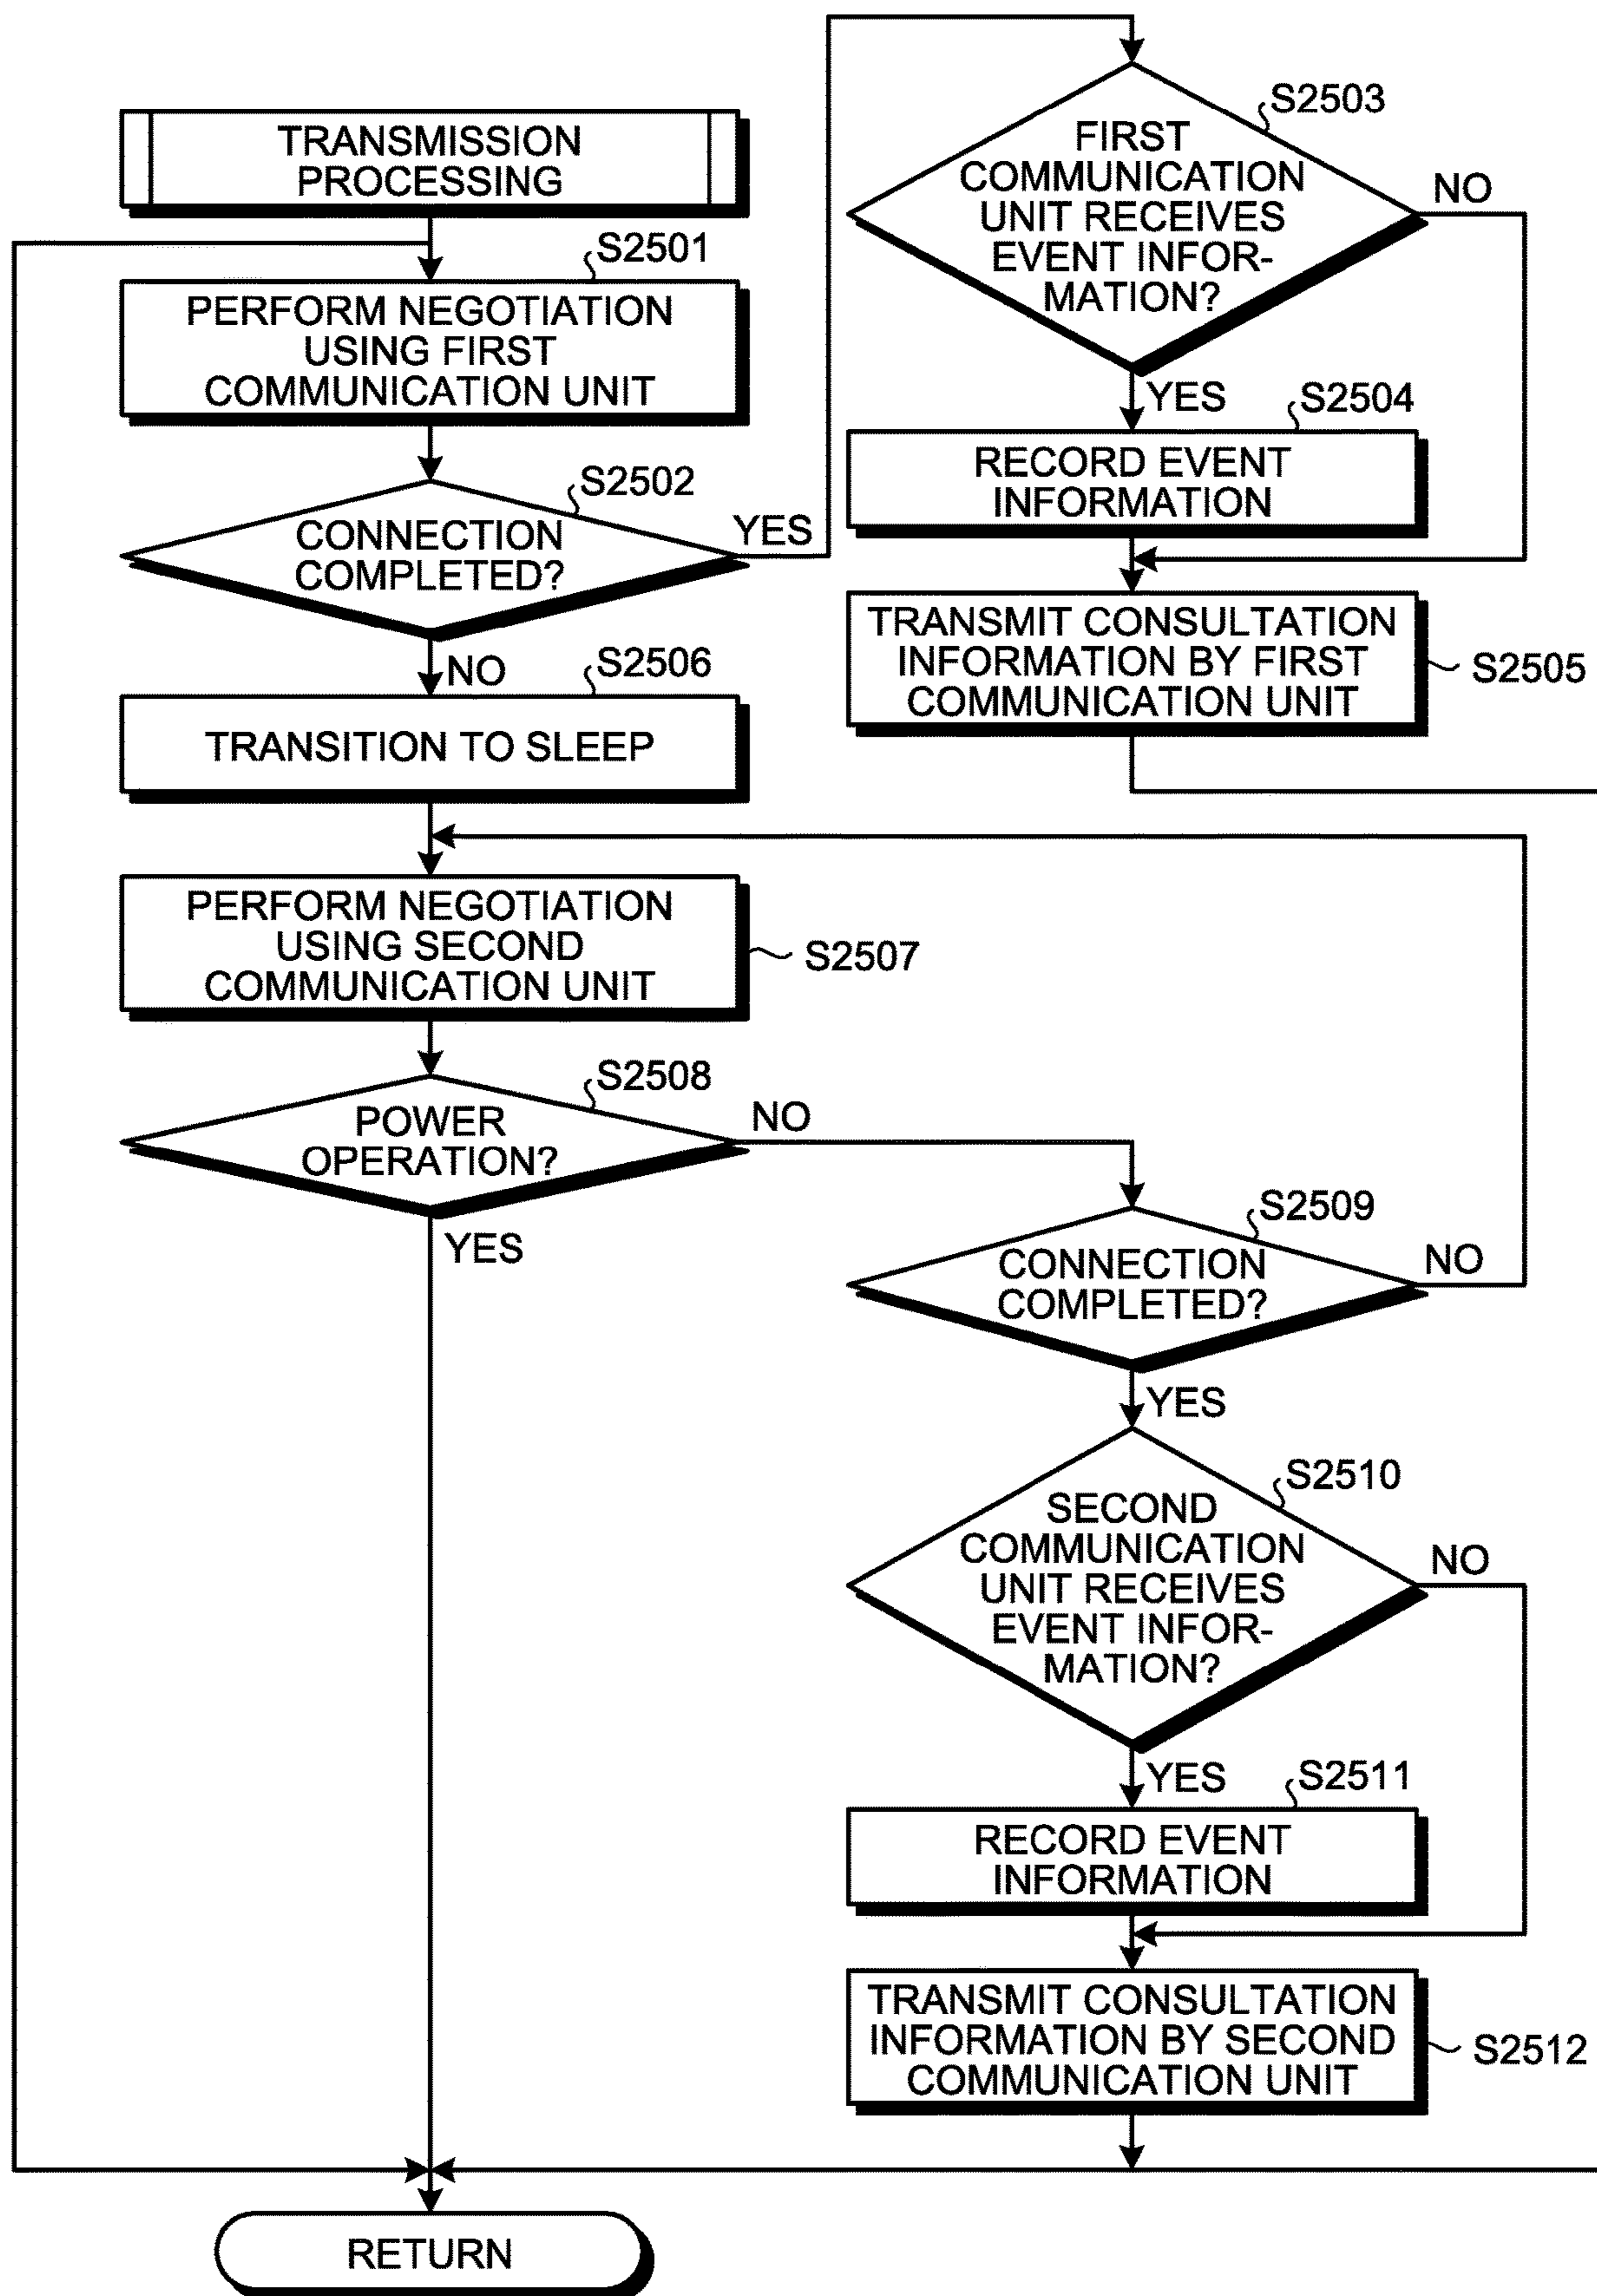 TRANSMISSION
PROCESSING
S2501
PERFORM NEGOTIATION
USING FIRST
COMMUNICATION UNIT
S2502
CONNECTION
COMPLETED?
YES
NO
S2503
FIRST
COMMUNICATION
UNIT RECEIVES
EVENT INFOR-
MATION?
NO
YES
S2504
RECORD EVENT
INFORMATION
TRANSMIT CONSULTATION
INFORMATION BY FIRST
COMMUNICATION UNIT
S2505
S2506
TRANSITION TO SLEEP
PERFORM NEGOTIATION
USING SECOND
COMMUNICATION UNIT
S2507
S2508
POWER
OPERATION?
NO
YES
S2509
CONNECTION
COMPLETED?
NO
YES
S2510
SECOND
COMMUNICATION
UNIT RECEIVES
EVENT INFOR-
MATION?
NO
YES
S2511
RECORD EVENT
INFORMATION
TRANSMIT CONSULTATION
INFORMATION BY SECOND
COMMUNICATION UNIT
S2512
RETURN